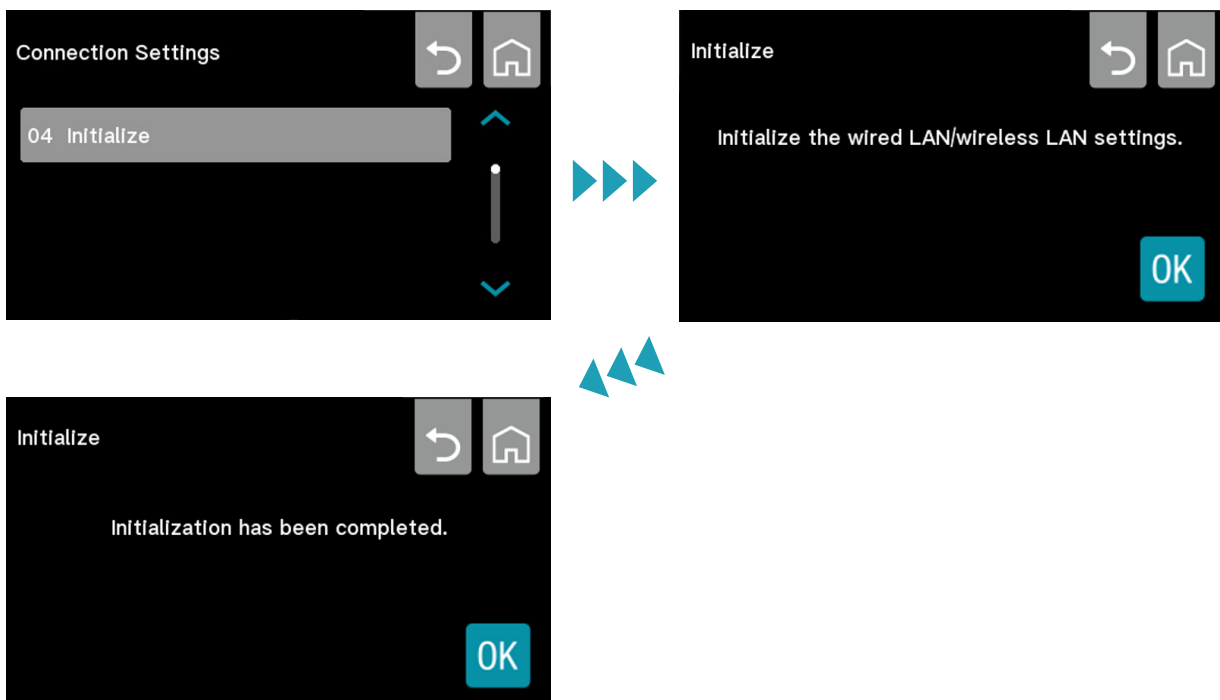 Connection Settings
04 Initialize
Initialize
Initialize the wired LAN/wireless LAN settings.
OK
Initialize
Initialization has been completed.
OK